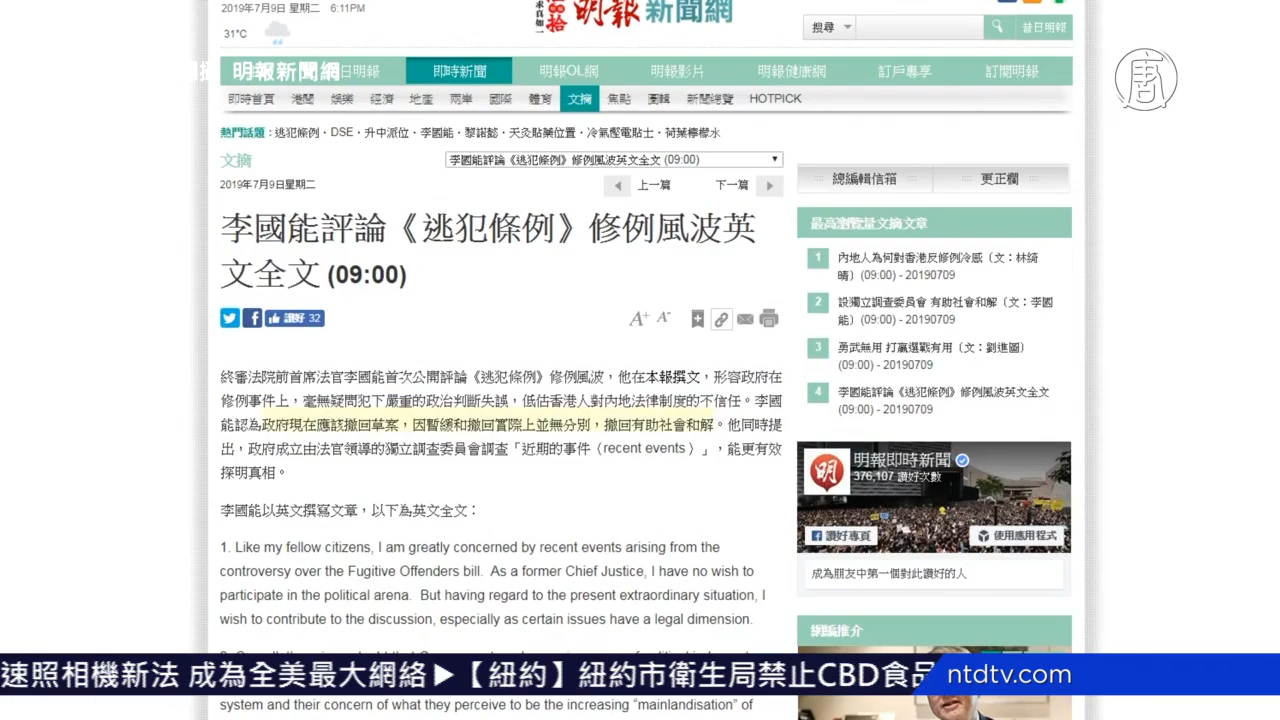 2019年7月9日 星期二 6:11PM
明報新聞網
31°C
搜尋
昔日明報
明報新聞網
日明報
即時新聞
明報OL網
明報影片
明報健康網
訂戶專享
訂閱明報
即時首頁 港聞 娛樂 經濟 地產 兩岸 國際 體育 文摘 焦點 圖輯 新聞總覽 HOTPICK
熱門話題：逃犯條例・DSE・升中派位・李國能・黎諾懿・天灸貼藥位置・冷氣慳電貼士・荷葉檸檬水
文摘
李國能評論《逃犯條例》修例風波英文全文 (09:00)
2019年7月9日星期二
上一篇
下一篇
李國能評論《逃犯條例》修例風波英
文全文 (09:00)
讚好 32
A+ A-
終審法院前首席法官李國能首次公開評論《逃犯條例》修例風波，他在本報撰文，形容政府在
修例事件上，毫無疑問犯下嚴重的政治判斷失誤，低估香港人對內地法律制度的不信任。李國
能認為政府現在應該撤回草案，因暫緩和撤回實際上並無分別，撤回有助社會和解。他同時提
出，政府成立由法官領導的獨立調查委員會調查「近期的事件（recent events）」，能更有效
探明真相。
李國能以英文撰寫文章，以下為英文全文：
1. Like my fellow citizens, I am greatly concerned by recent events arising from the
controversy over the Fugitive Offenders bill. As a former Chief Justice, I have no wish to
participate in the political arena. But having regard to the present extraordinary situation, I
wish to contribute to the discussion, especially as certain issues have a legal dimension.
system and their concern of what they perceive to be the increasing “mainlandisation” of
總編輯信箱
更正欄
最高瀏覽量文摘文章
1 內地人為何對香港反修例冷感〔文：林綺
晴〕(09:00) - 20190709
2 設獨立調查委員會 有助社會和解〔文：李國
能〕(09:00) - 20190709
3 勇武無用 打贏選戰有用〔文：劉進圖〕
(09:00) - 20190709
4 李國能評論《逃犯條例》修例風波英文全文
(09:00) - 20190709
明
明報即時新聞
376,107 讚好次數
讚好專頁
使用應用程式
成為朋友中第一個對此讚好的人
編輯推介
速照相機新法 成為全美最大網絡▶【紐約】紐約市衛生局禁止CBD食品
ntdtv.com